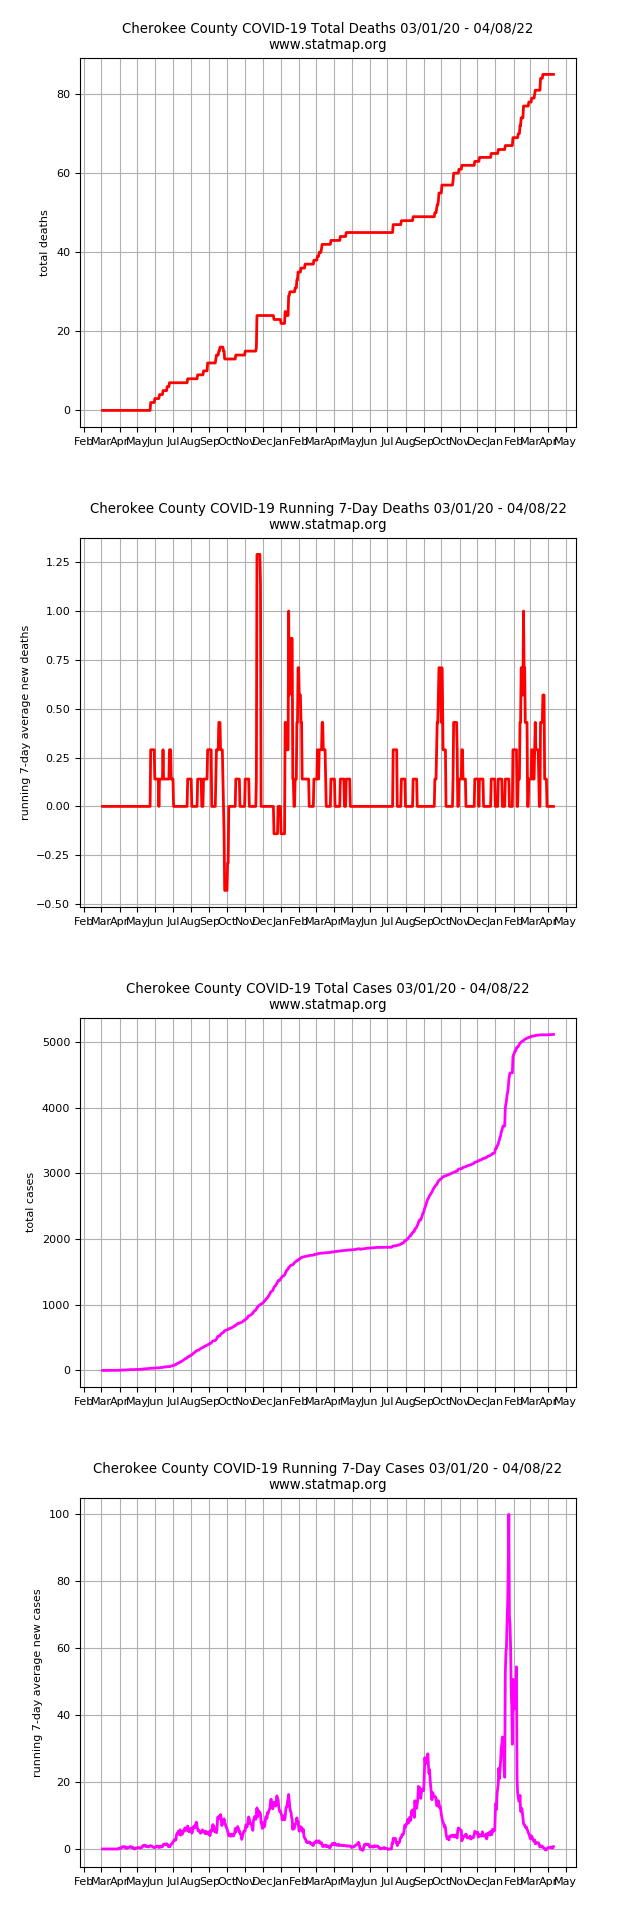 Cherokee County COVID-19 Total Deaths 03/01/20 - 04/08/22
www.statmap.org
80
60
40
20
0
total deaths
Feb Mar Apr May Jun Jul Aug Sep Oct Nov Dec Jan Feb Mar Apr May Jun Jul Aug Sep Oct Nov Dec Jan Feb Mar Apr May
Cherokee County COVID-19 Running 7-Day Deaths 03/01/20 - 04/08/22
www.statmap.org
1.25
1.00
0.75
0.50
0.25
0.00
−0.25
−0.50
running 7-day average new deaths
Feb Mar Apr May Jun Jul Aug Sep Oct Nov Dec Jan Feb Mar Apr May Jun Jul Aug Sep Oct Nov Dec Jan Feb Mar Apr May
Cherokee County COVID-19 Total Cases 03/01/20 - 04/08/22
www.statmap.org
5000
4000
3000
2000
1000
0
total cases
Feb Mar Apr May Jun Jul Aug Sep Oct Nov Dec Jan Feb Mar Apr May Jun Jul Aug Sep Oct Nov Dec Jan Feb Mar Apr May
Cherokee County COVID-19 Running 7-Day Cases 03/01/20 - 04/08/22
www.statmap.org
100
80
60
40
20
0
running 7-day average new cases
Feb Mar Apr May Jun Jul Aug Sep Oct Nov Dec Jan Feb Mar Apr May Jun Jul Aug Sep Oct Nov Dec Jan Feb Mar Apr May